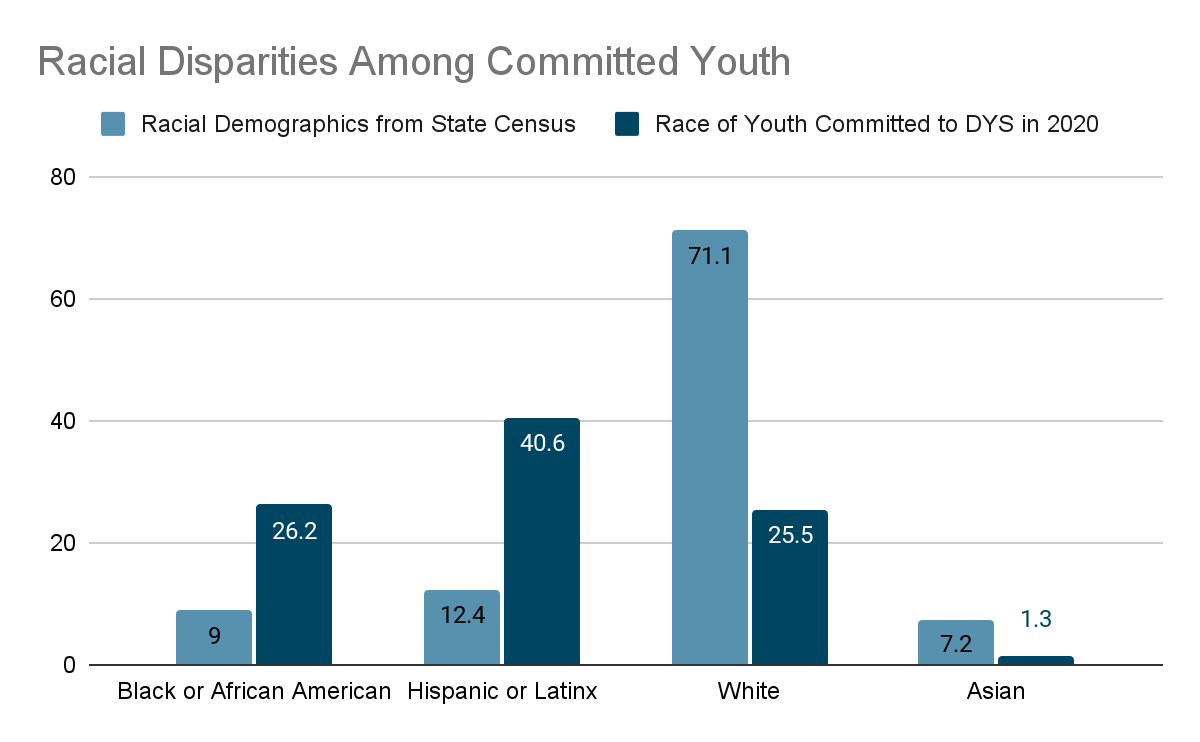 Racial Disparities Among Committed Youth
Racial Demographics from State Census
Race of Youth Committed to DYS in 2020
80
60
40
20
0
9
26.2
12.4
40.6
71.1
25.5
7.2
1.3
Black or African American
Hispanic or Latinx
White
Asian